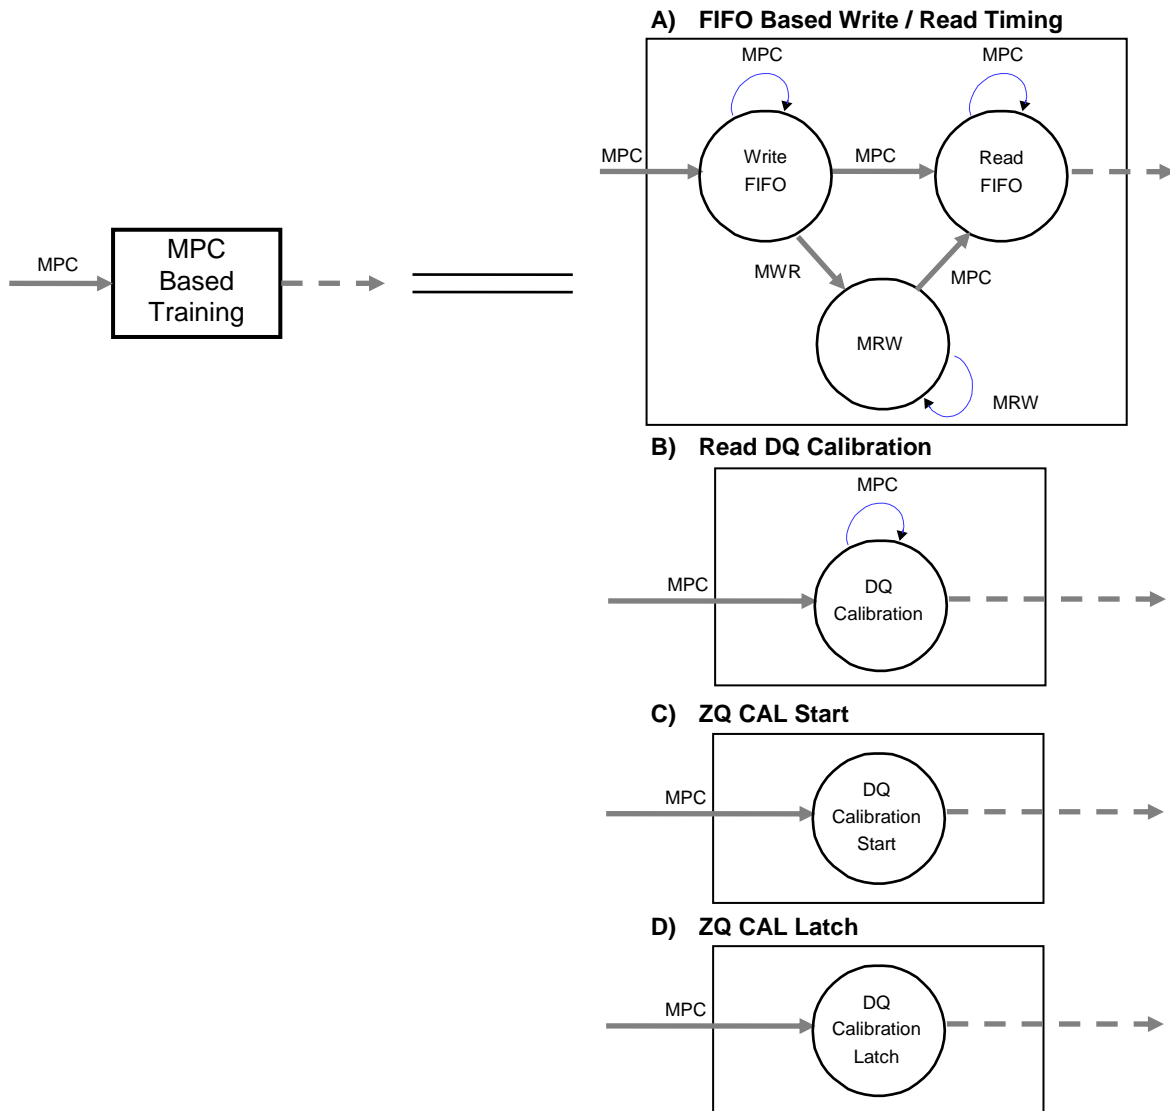 MPC
MPC
Based
Training
A) FIFO Based Write / Read Timing
MPC
MPC
MPC
Write
FIFO
MPC
Read
FIFO
MWR
MPC
MRW
MRW
B) Read DQ Calibration
MPC
MPC
DQ
Calibration
C) ZQ CAL Start
MPC
DQ
Calibration
Start
D) ZQ CAL Latch
MPC
DQ
Calibration
Latch